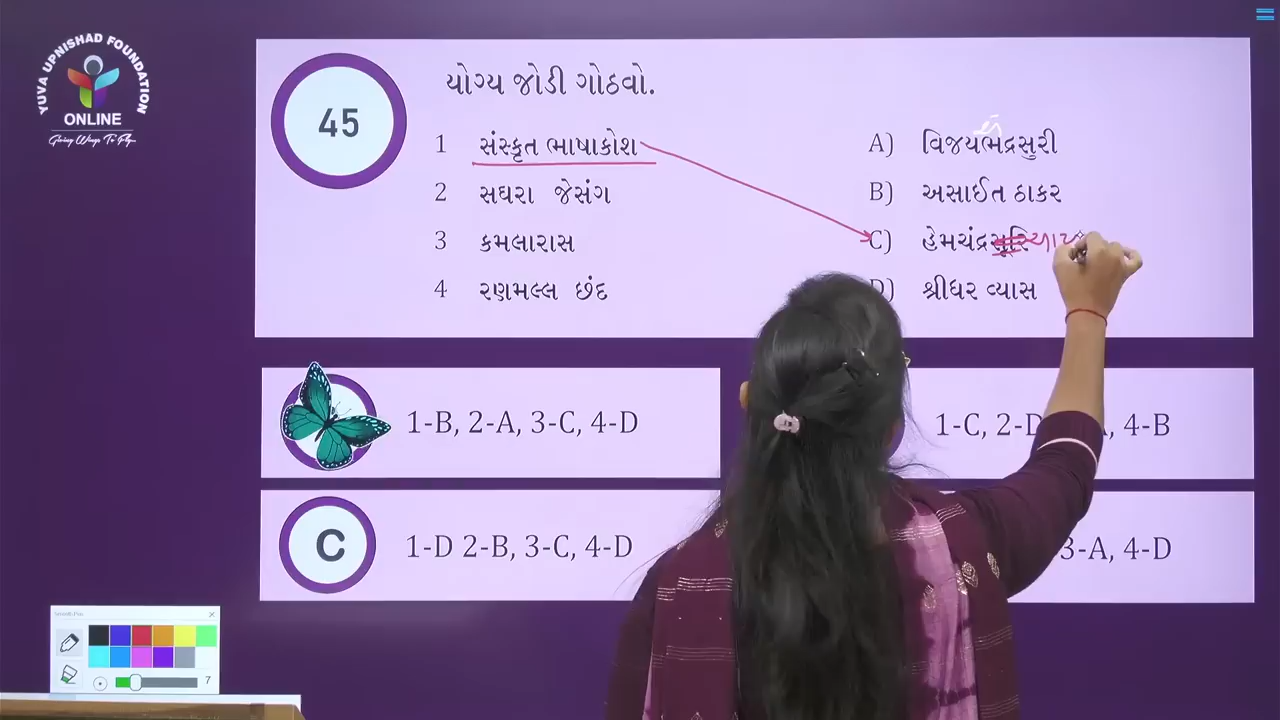 YUVA UPNISHAD FOUNDATION
ONLINE
Giving Wings To Fly...
45
યોગ્ય જોડી ગોઠવો.
1 સંસ્કૃત ભાષાકોશ
2 સઘરા જેસંગ
3 કમલારાસ
4 રણમલ્લ છંદ
A) વિજયભદ્રસુરી
B) અસાઈત ઠાકર
C) હેમચંદ્રસૂરિ
D) શ્રીધર વ્યાસ
1-B, 2-A, 3-C, 4-D
1-C, 2-D A, 4-B
C 1-D 2-B, 3-C, 4-D
3-A, 4-D
7